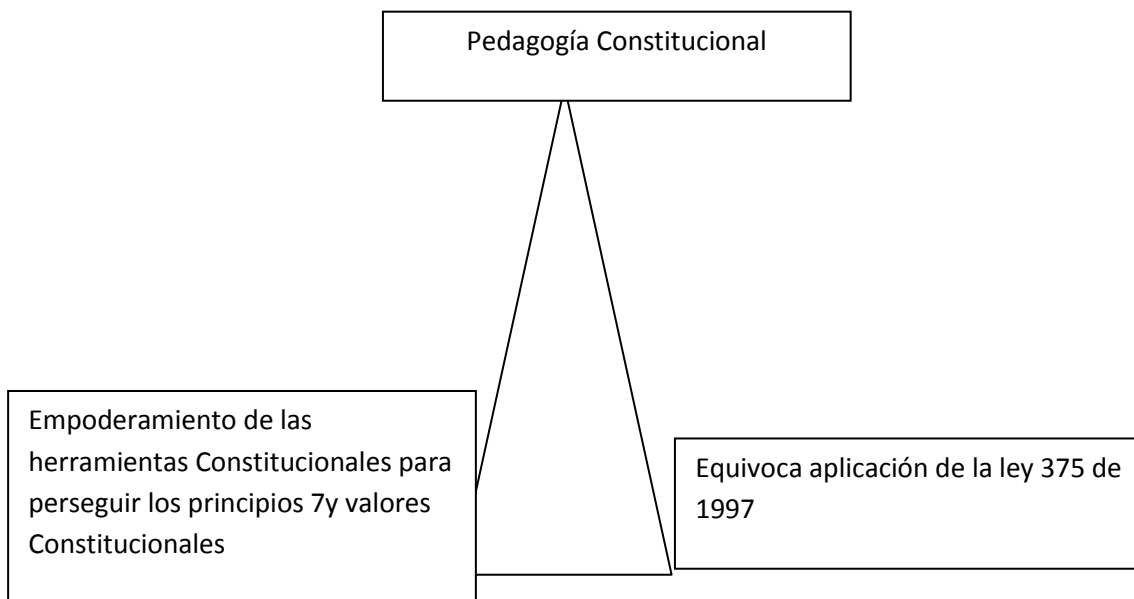 Pedagogía Constitucional
Empoderamiento de las
herramientas Constitucionales para
perseguir los principios 7y valores
Constitucionales
Equivoca aplicación de la ley 375 de
1997